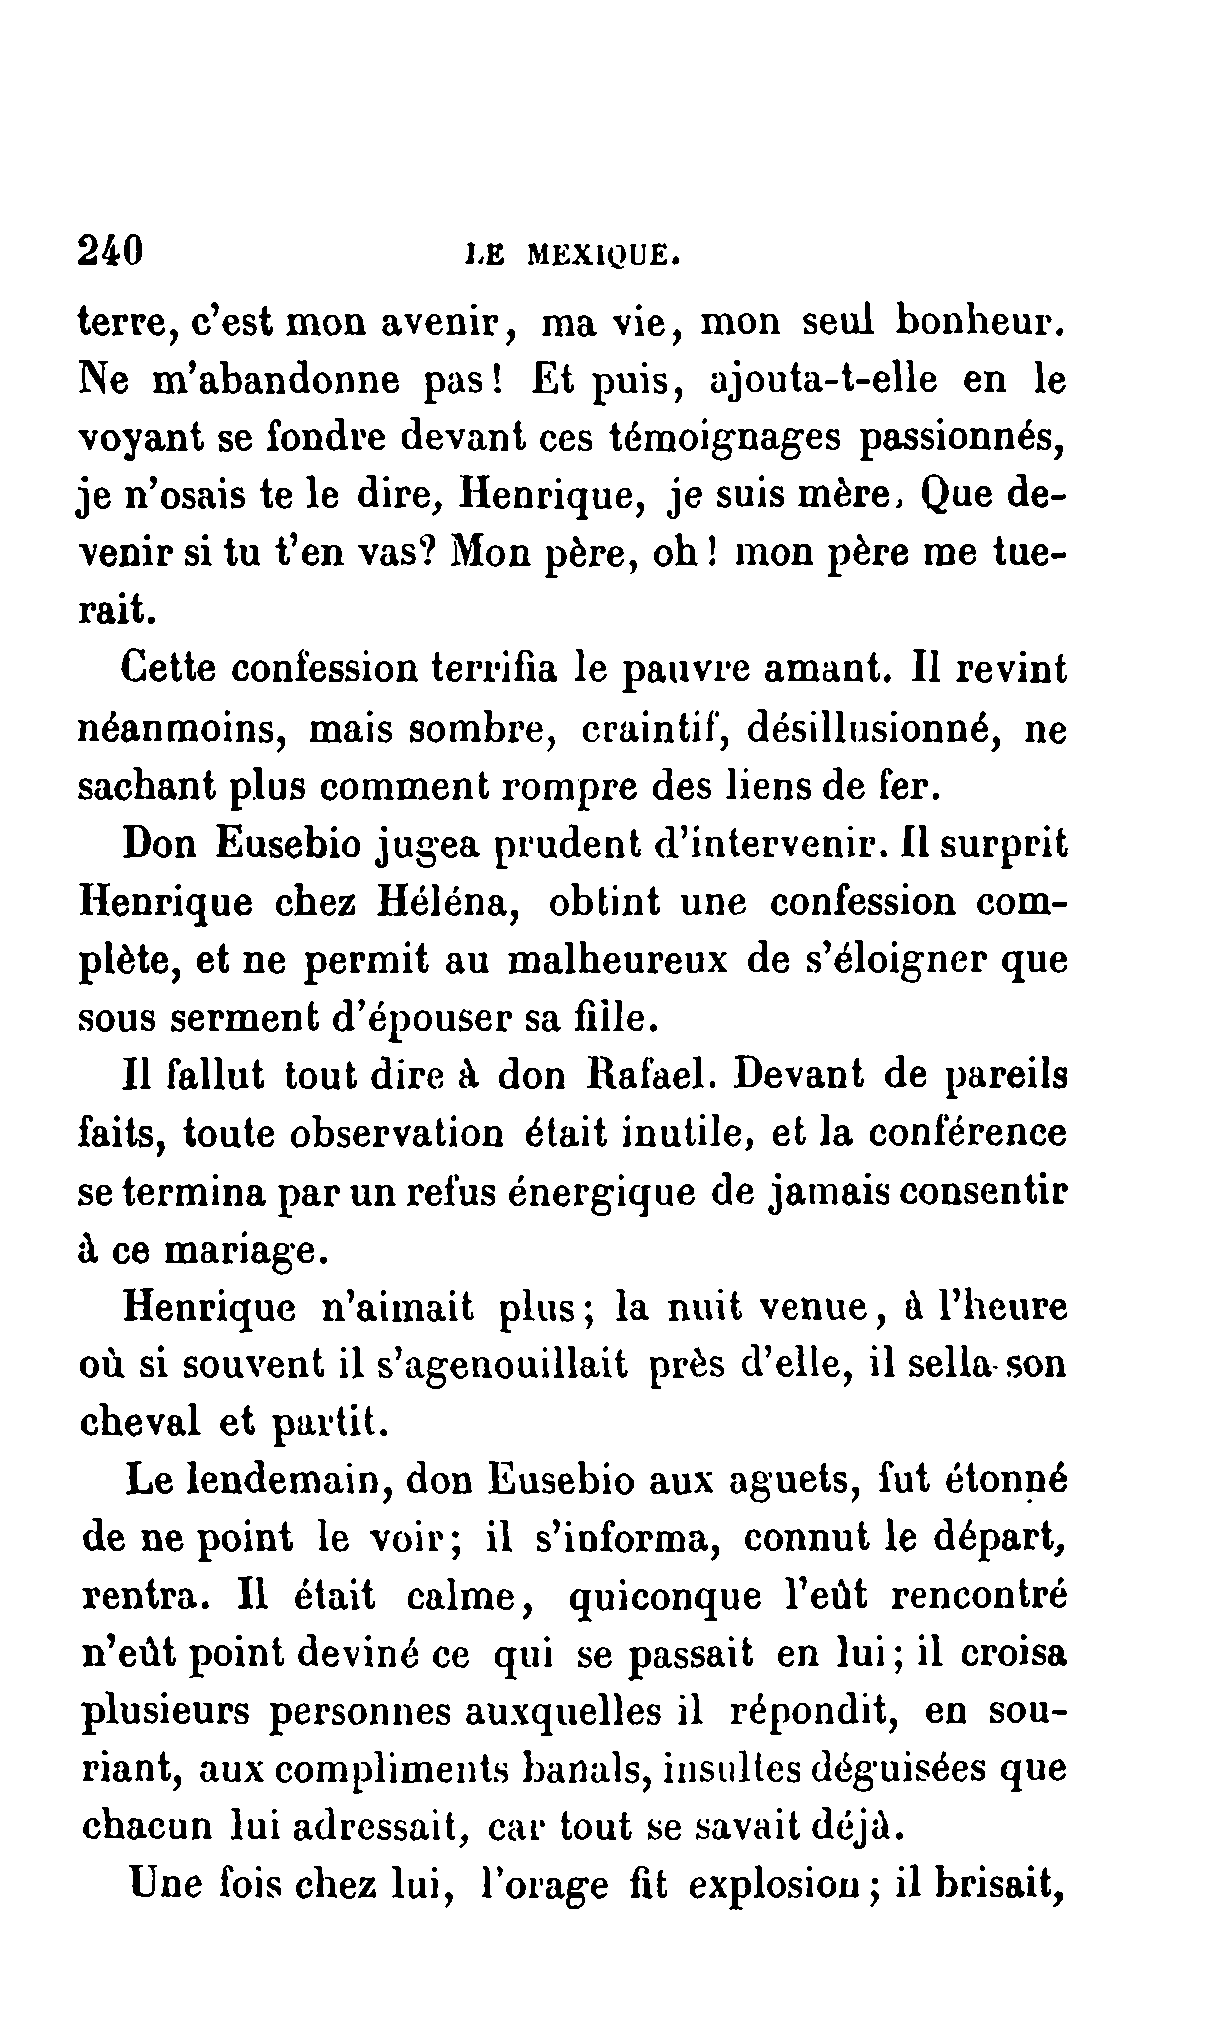 240 LE MEXIQUE.
terre, c'est mon avenir, ma vie, mon seul bonheur.
Ne m'abandonne pas! Et puis, ajouta-t-elle en le
voyant se fondre devant ces témoignages passionnés,
je n'osais te le dire, Henrique, je suis mère, Que de-
venir si tu t'en vas? Mon père, oh! mon père me tue-
rait.
Cette confession terrifia le pauvre amant. Il revint
néanmoins, mais sombre, craintif, désillusionné, ne
sachant plus comment rompre des liens de fer.
Don Eusebio jugea prudent d'intervenir. Il surprit
Henrique chez Héléna, obtint une confession com-
plète, et ne permit au malheureux de s'éloigner que
sous serment d'épouser sa fille.
Il fallut tout dire à don Rafael. Devant de pareils
faits, toute observation était inutile, et la conférence
se termina par un refus énergique de jamais consentir
à ce mariage.
Henrique n'aimait plus; la nuit venue, à l'heure
où si souvent il s'agenouillait près d'elle, il sella son
cheval et partit.
Le lendemain, don Eusebio aux aguets, fut étonné
de ne point le voir; il s'informa, connut le départ,
rentra. Il était calme, quiconque l'eût rencontré
n'eût point deviné ce qui se passait en lui; il croisa
plusieurs personnes auxquelles il répondit, en sou-
riant, aux compliments banals, insultes déguisées que
chacun lui adressait, car tout se savait déjà.
Une fois chez lui, l'orage fit explosion; il brisait,